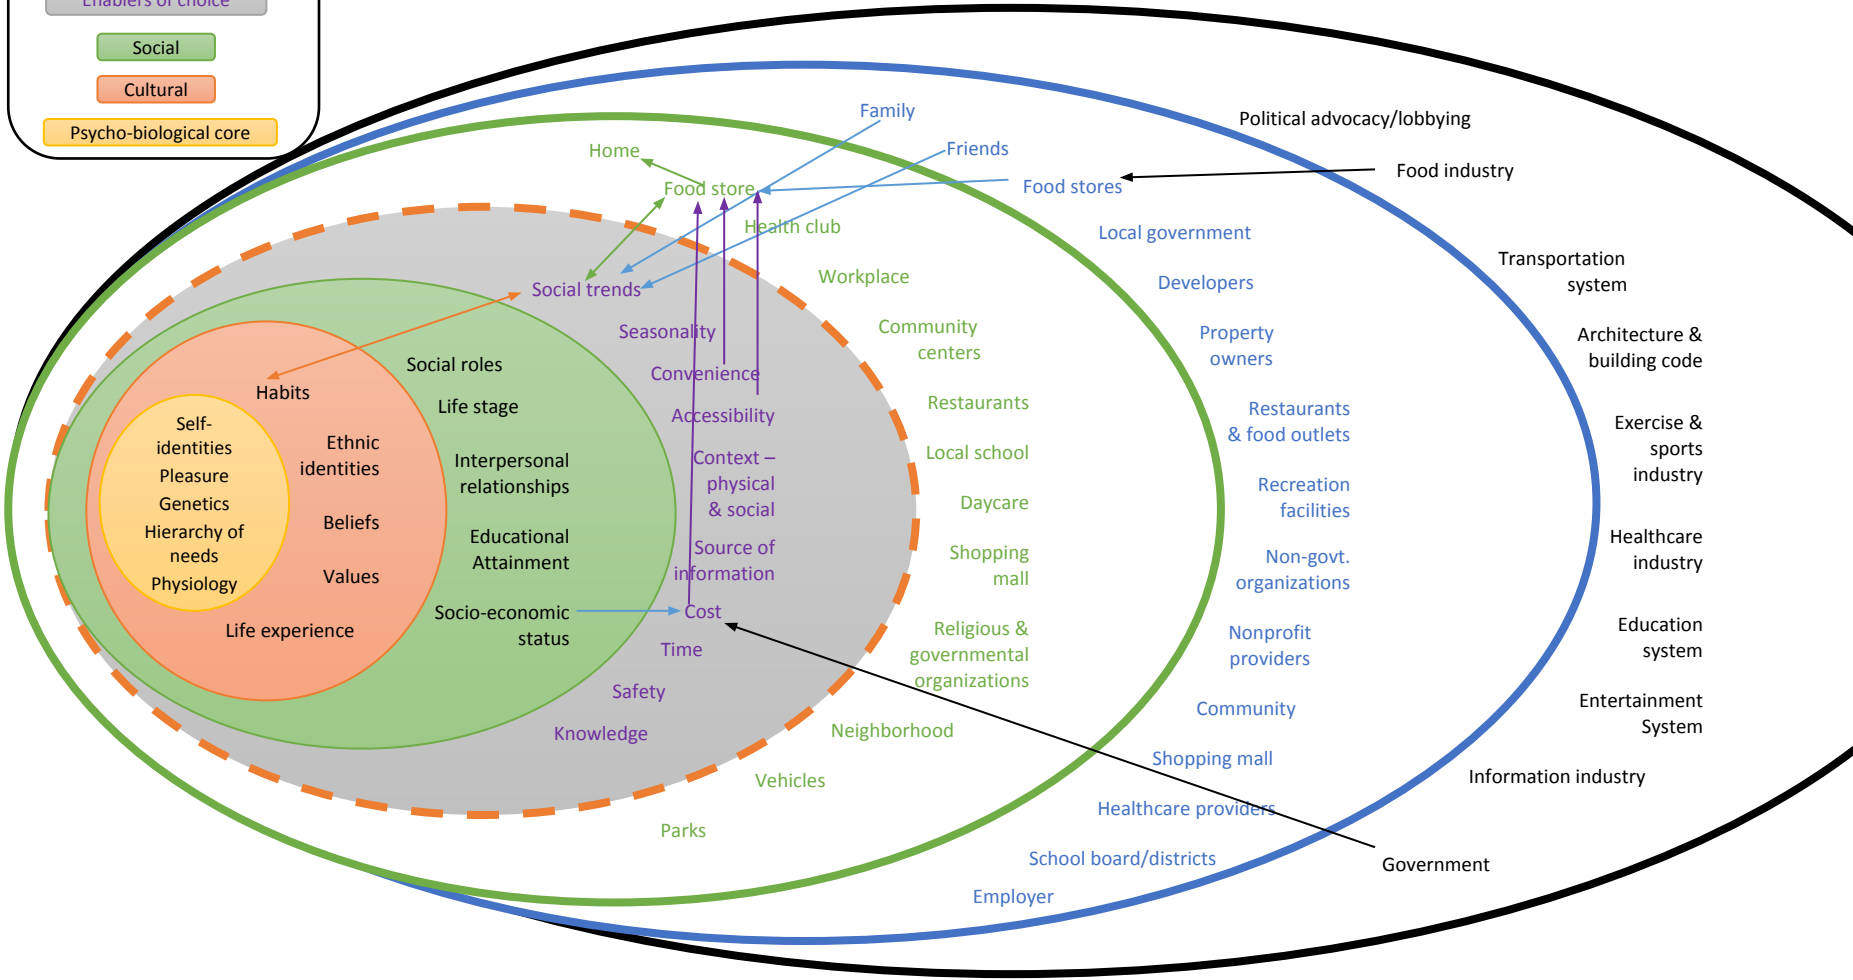 Enablers of choice
Social
Cultural
Psycho-biological core
Self-
identities
Pleasure
Genetics
Hierarchy of
needs
Physiology
Habits
Ethnic
identities
Beliefs
Values
Life experience
Social roles
Life stage
Interpersonal
relationships
Educational
Attainment
Socio-economic
status
Social trends
Seasonality
Convenience
Accessibility
Context –
physical
& social
Source of
information
Cost
Time
Safety
Knowledge
Home
Food store
Health club
Workplace
Community
centers
Restaurants
Local school
Daycare
Shopping
mall
Religious &
governmental
organizations
Neighborhood
Vehicles
Parks
Family
Friends
Food stores
Local government
Developers
Property
owners
Restaurants
& food outlets
Recreation
facilities
Non-govt.
organizations
Nonprofit
providers
Community
Shopping mall
Healthcare providers
School board/districts
Employer
Political advocacy/lobbying
Food industry
Transportation
system
Architecture &
building code
Exercise &
sports
industry
Healthcare
industry
Education
system
Entertainment
System
Information industry
Government